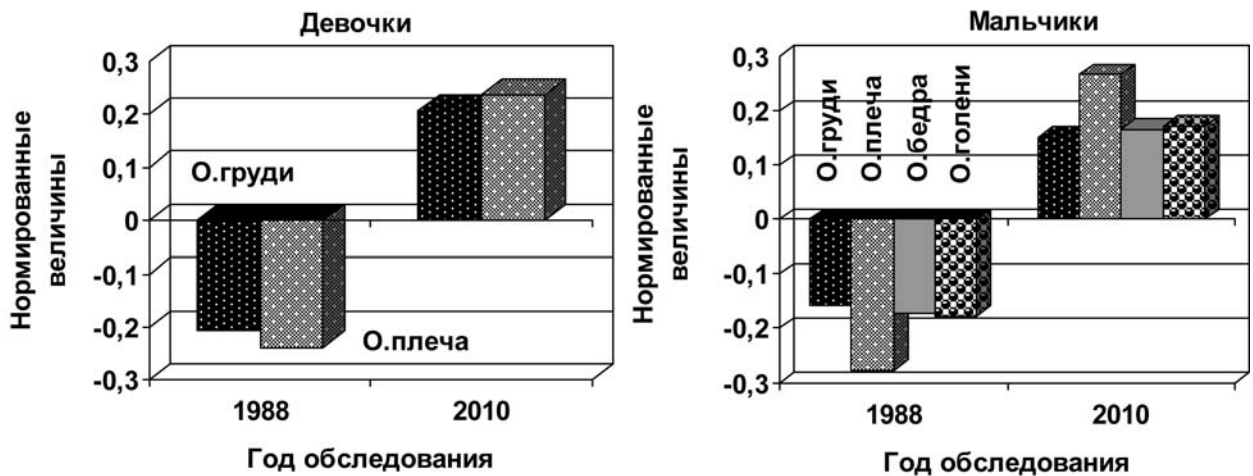 Девочки
Нормированные
величины
0,3
0,2
0,1
0
-0,1
-0,2
-0,3
О.груди
О.плеча
1988
2010
Год обследования
Мальчики
Нормированные
величины
0,3
0,2
0,1
0
-0,1
-0,2
-0,3
О.груди
О.плеча
О.бедра
О.голени
1988
2010
Год обследования